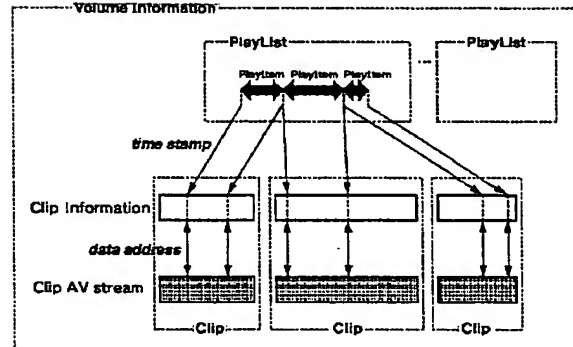 Volume Information
PlayList
PlayList
PlayItem PlayItem PlayItem
...
time stamp
Clip Information
data address
Clip AV stream
Clip
Clip
Clip